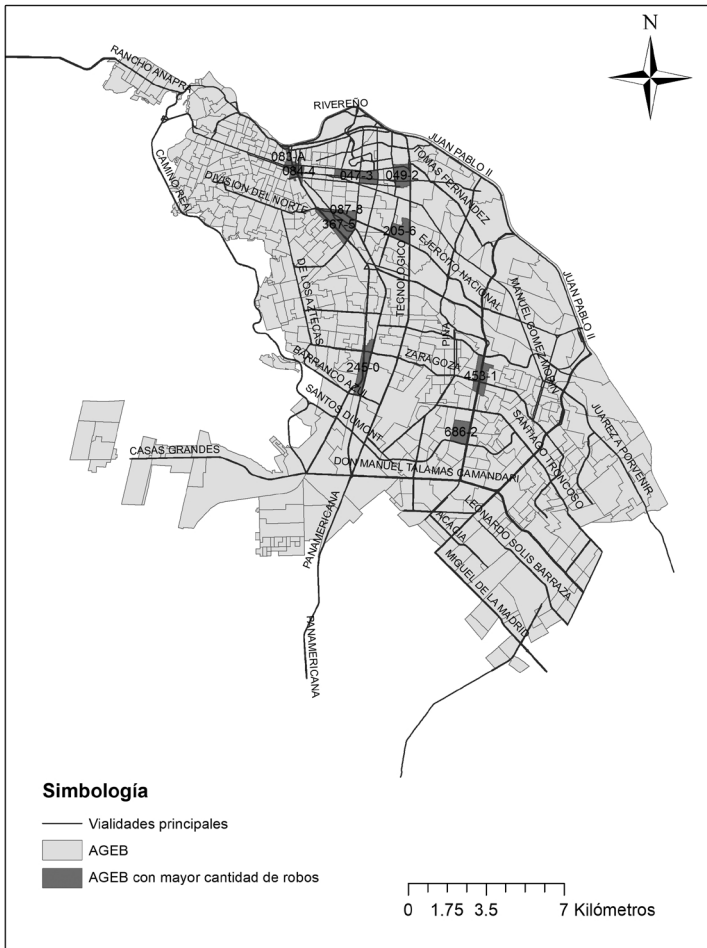 N
RANCHO ANAPRA
RIVEREÑO
JUAN PABLO II
TOMAS FERNANDEZ
083-A
084-4
047-3
049-2
CAMINO REAL
DIVISION DEL NORTE
087-8
367-5
205-6
TECNOLOGICO
EJERCITO NACIONAL
MANUEL GOMEZ MORIN
JUAN PABLO II
DE LOS AZTECAS
PIÑA
ZARAGOZA
BARRANCO AZUL
245-0
453-1
SANTOS DUMONT
686-2
SANTIAGO TRONCOSO
JUAREZ A PORVENIR
CASAS GRANDES
DON MANUEL TALAMAS CAMANDARI
PANAMERICANA
ACACIA
LEONARDO SOLIS BARRAZA
MIGUEL DE LA MADRID
PANAMERICANA
Simbología
Vialidades principales
AGEB
AGEB con mayor cantidad de robos
0 1.75 3.5 7 Kilómetros